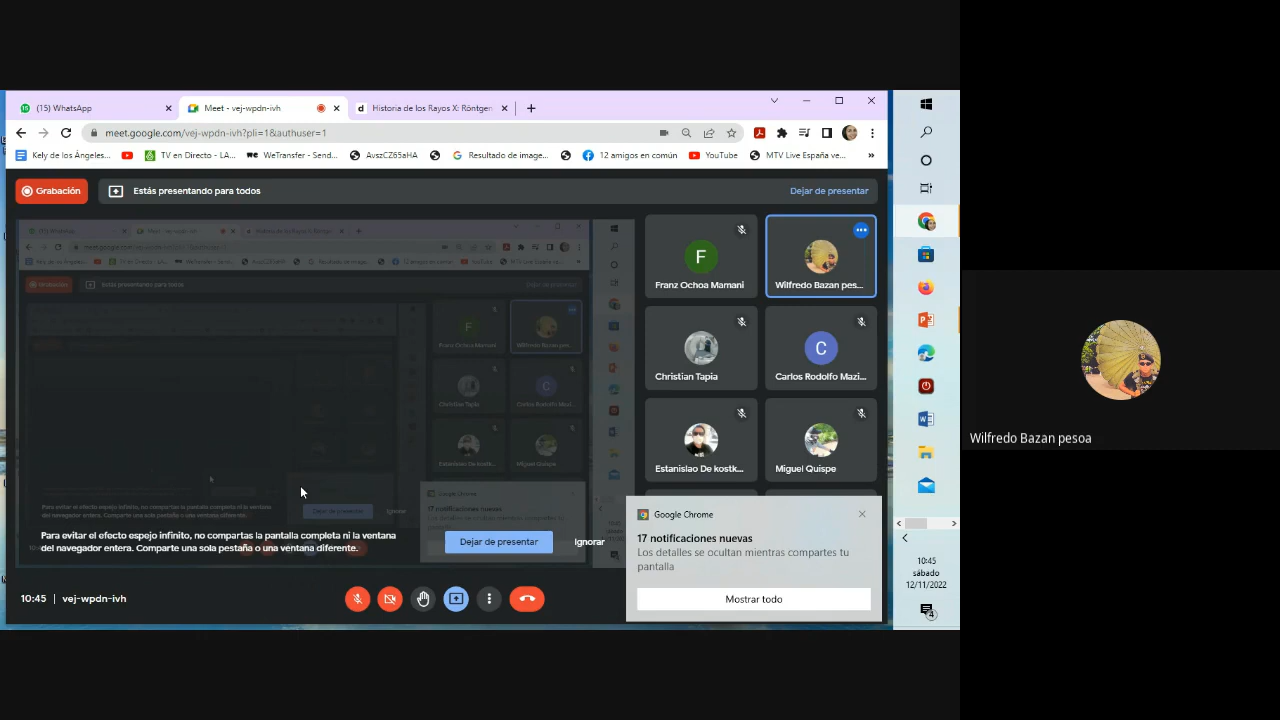 (15) WhatsApp
Meet - vej-wpdn-ivh
Historia de los Rayos X: Röntgen
meet.google.com/vej-wpdn-ivh?pli=1&authuser=1
Kely de los Ángeles...
TV en Directo - LA...
WeTransfer - Send...
AvszCZ65aHA
Resultado de image...
12 amigos en común
YouTube
MTV Live España ve...
Grabación
Estás presentando para todos
Dejar de presentar
F
Franz Ochoa Mamani
Wilfredo Bazan pes...
Christian Tapia
C
Carlos Rodolfo Mazi...
Estanislao De kostk...
Miguel Quispe
Para evitar el efecto espejo infinito, no compartas la pantalla completa ni la ventana
del navegador entera. Comparte una sola pestaña o una ventana diferente.
Dejar de presentar
Ignorar
Google Chrome
17 notificaciones nuevas
Los detalles se ocultan mientras compartes tu
pantalla
Mostrar todo
10:45 | vej-wpdn-ivh
10:45
sábado
12/11/2022
4
Wilfredo Bazan pesoa